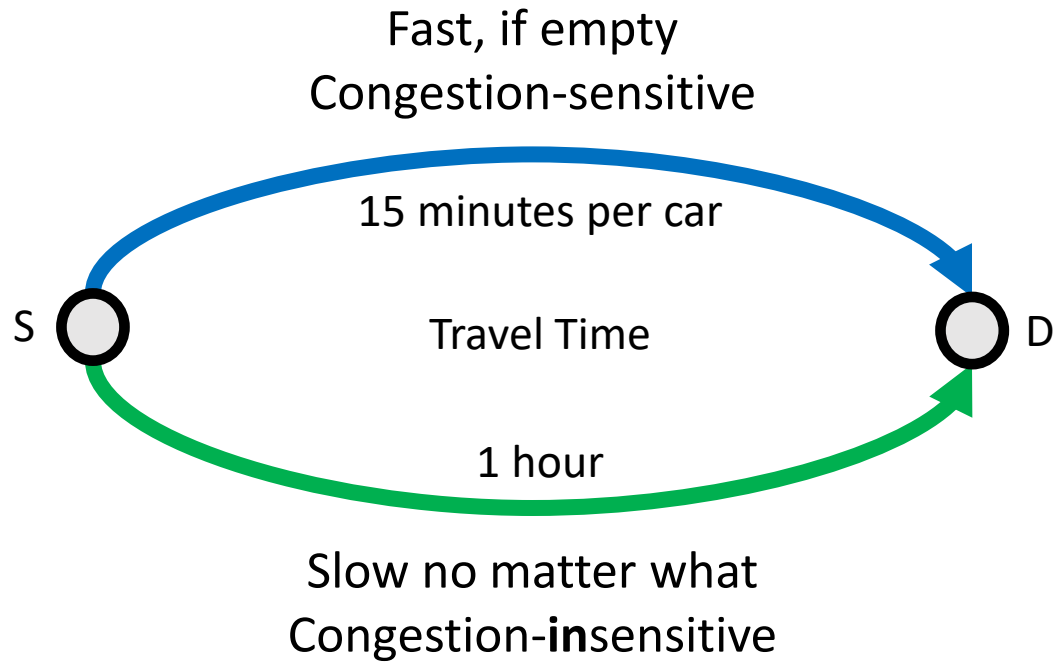 Fast, if empty
Congestion-sensitive
15 minutes per car
S
Travel Time
D
1 hour
Slow no matter what
Congestion-insensitive